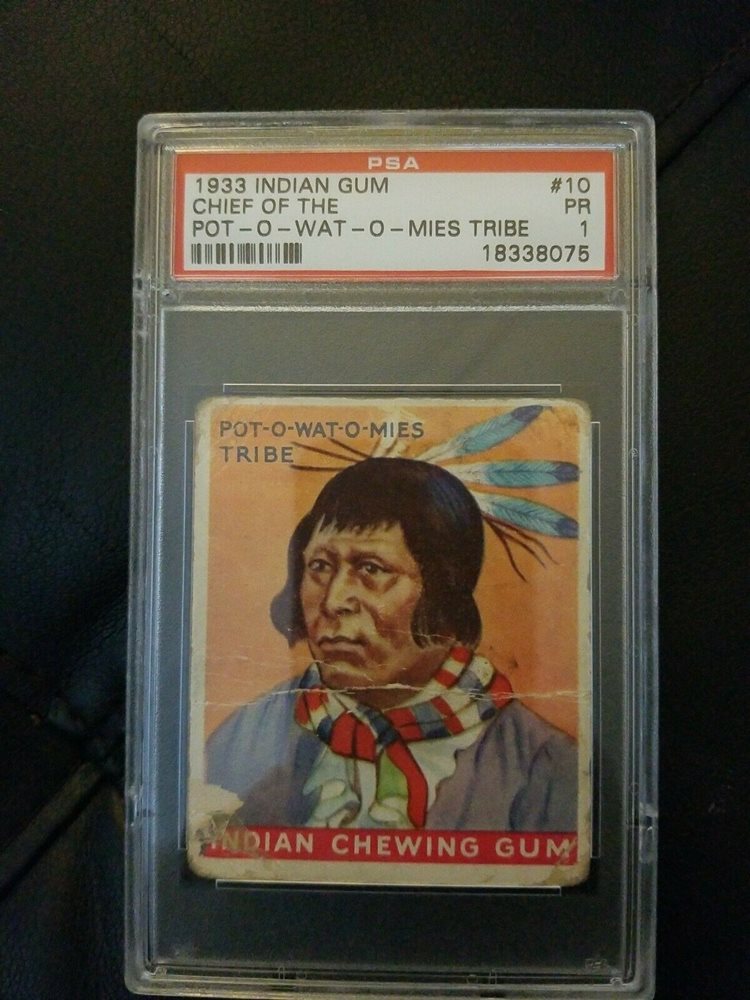 PSA
1933 INDIAN GUM #10
CHIEF OF THE PR
POT-O-WAT-O-MIES TRIBE 1
18338075
POT-O-WAT-O-MIES
TRIBE
INDIAN CHEWING GUM